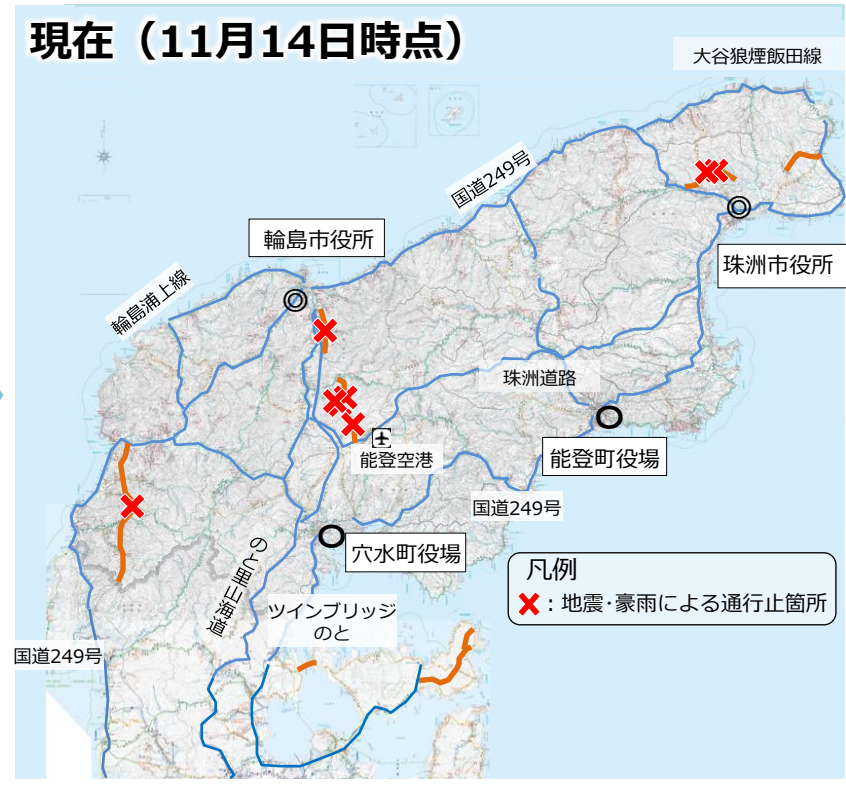 現在（11月14日時点）
大谷狼煙飯田線
国道249号
輪島市役所
珠洲市役所
輪島浦上線
珠洲道路
能登空港
能登町役場
国道249号
穴水町役場
のと里山海道
凡例
：地震・豪雨による通行止箇所
ツインブリッジ
のと
国道249号